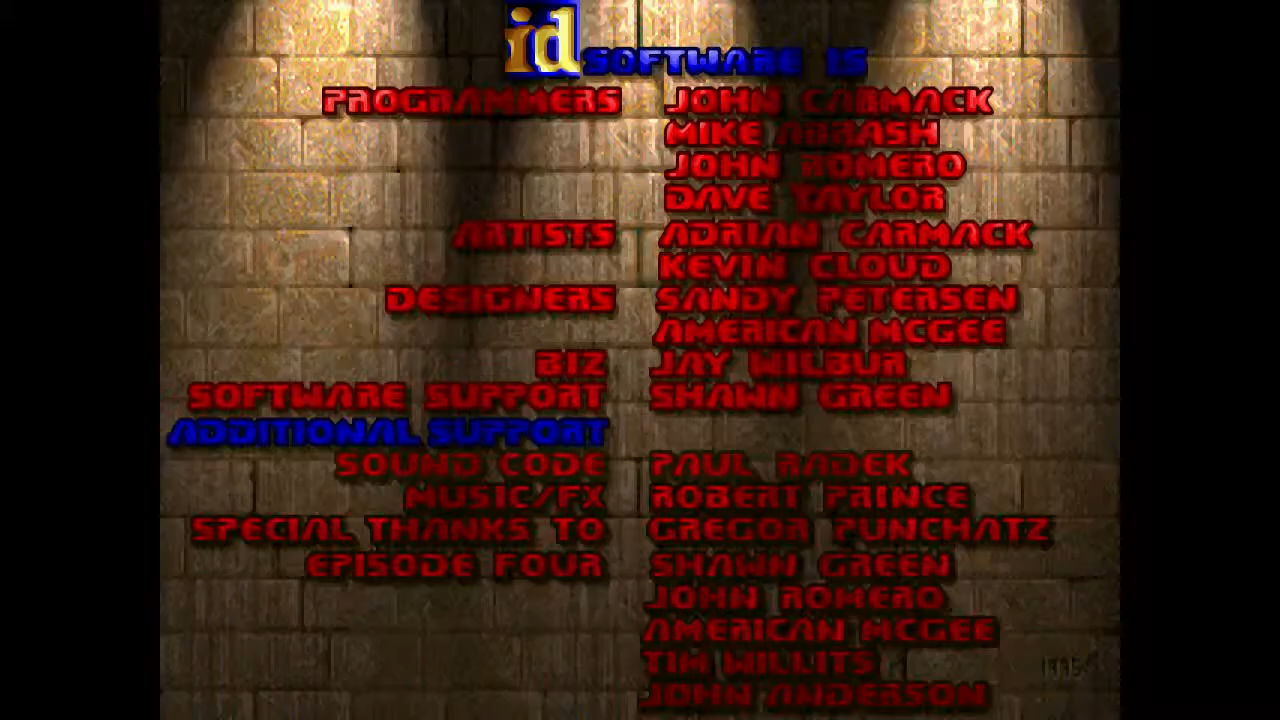 id SOFTWARE IS
PROGRAMMERS JOHN CARMACK
MIKE ABRASH
JOHN ROMERO
DAVE TAYLOR
ARTISTS ADRIAN CARMACK
KEVIN CLOUD
DESIGNERS SANDY PETERSEN
AMERICAN MCGEE
BIZ JAY WILBUR
SOFTWARE SUPPORT SHAWN GREEN
ADDITIONAL SUPPORT
SOUND CODE PAUL RADEK
MUSIC/FX ROBERT PRINCE
SPECIAL THANKS TO GREGOR PUNCHATZ
EPISODE FOUR SHAWN GREEN
JOHN ROMERO
AMERICAN MCGEE
TIM WILLITS
JOHN ANDERSON